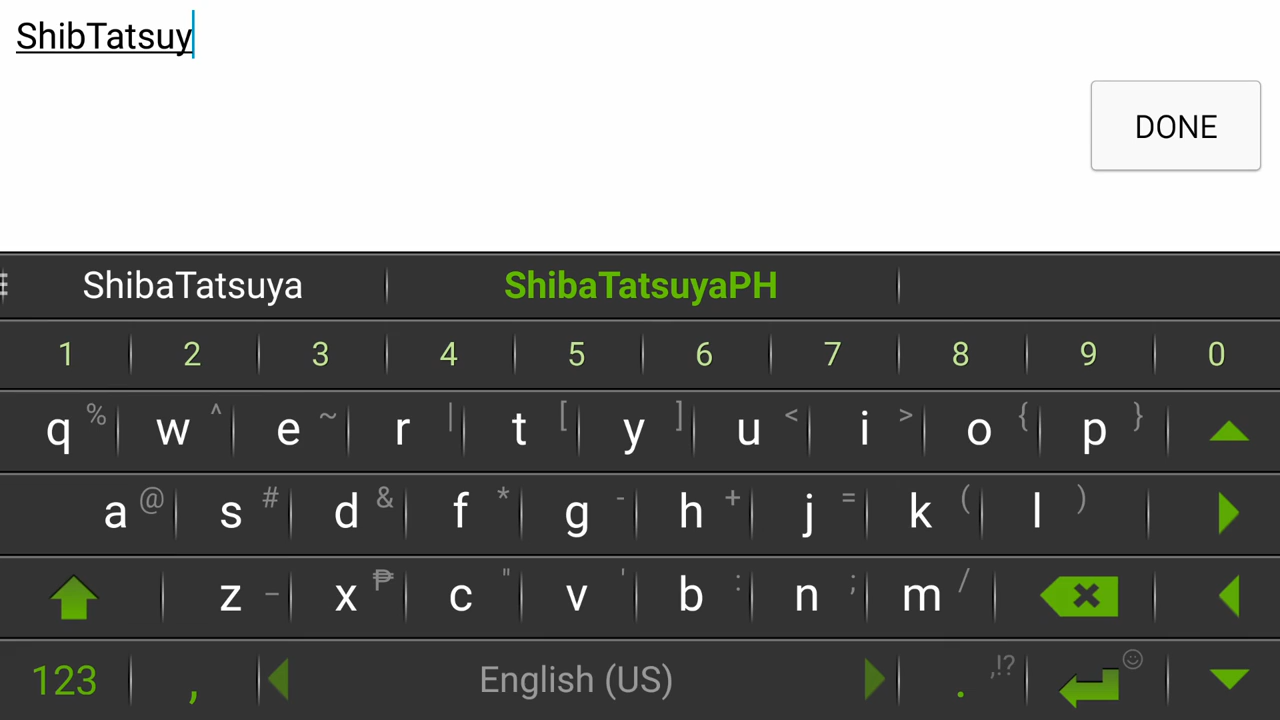 ShibTatsuy
DONE
ShibaTatsuya ShibaTatsuyaPH
1 2 3 4 5 6 7 8 9 0
q % w ^ e ~ r | t [ y ] u < i > o { p }
a @ s # d & f * g - h + j = k ( l )
z _ x ₱ c " v ' b : n ; m /
123 , English (US) . ,!?